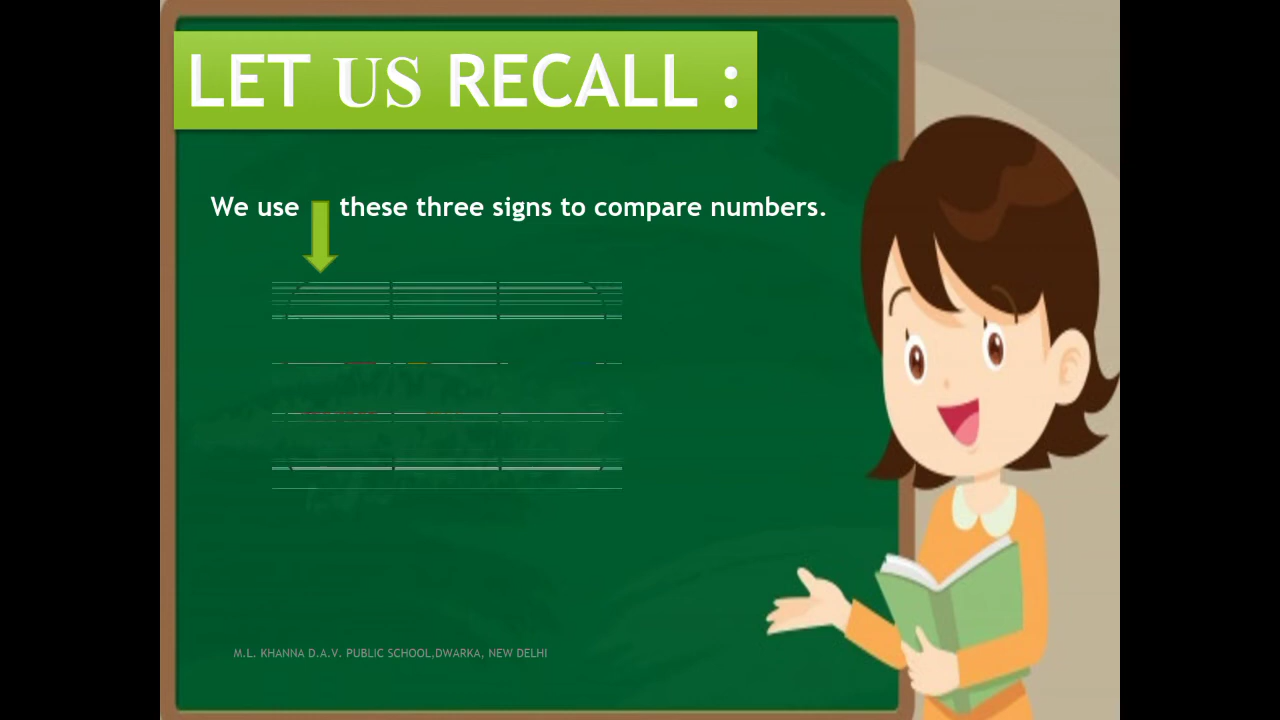 LET US RECALL :
We use these three signs to compare numbers.
M.L. KHANNA D.A.V. PUBLIC SCHOOL,DWARKA, NEW DELHI